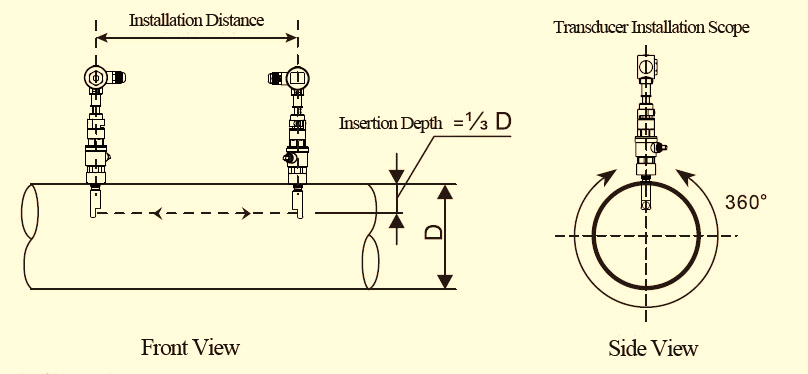 Installation Distance
Transducer Installation Scope
Insertion Depth =⅓ D
360°
D
Front View
Side View